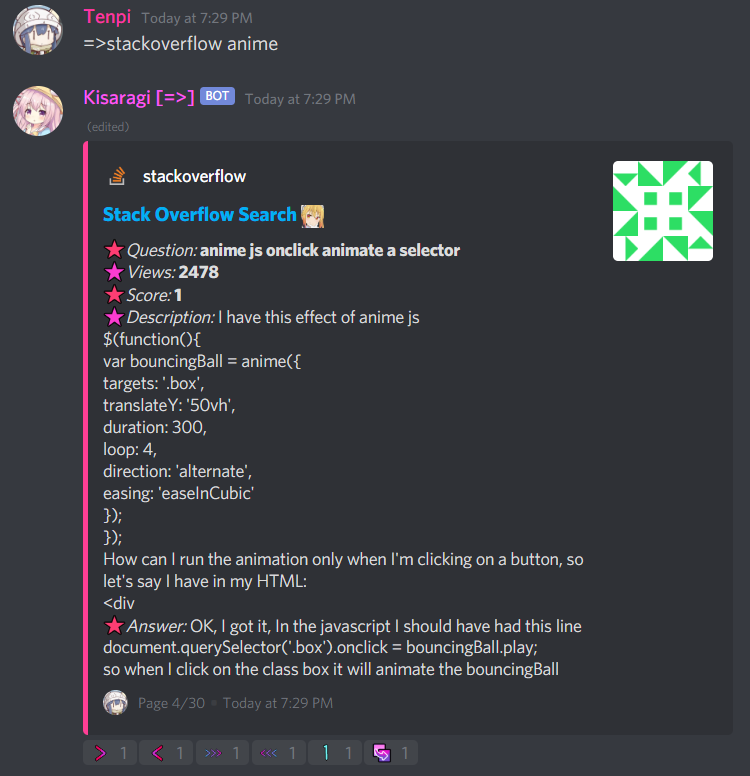 Tenpi Today at 7:29 PM
=>stackoverflow anime
Kisaragi [=>] BOT Today at 7:29 PM
(edited)
stackoverflow
Stack Overflow Search
Question: anime js onclick animate a selector
Views: 2478
Score: 1
Description: I have this effect of anime js
$(function(){
var bouncingBall = anime({
targets: '.box',
translateY: '50vh',
duration: 300,
loop: 4,
direction: 'alternate',
easing: 'easeInCubic'
});
});
How can I run the animation only when I'm clicking on a button, so
let's say I have in my HTML:
<div
Answer: OK, I got it, In the javascript I should have had this line
document.querySelector('.box').onclick = bouncingBall.play;
so when I click on the class box it will animate the bouncingBall
Page 4/30 • Today at 7:29 PM
> 1 < 1 >>> 1 <<< 1 1 1 1